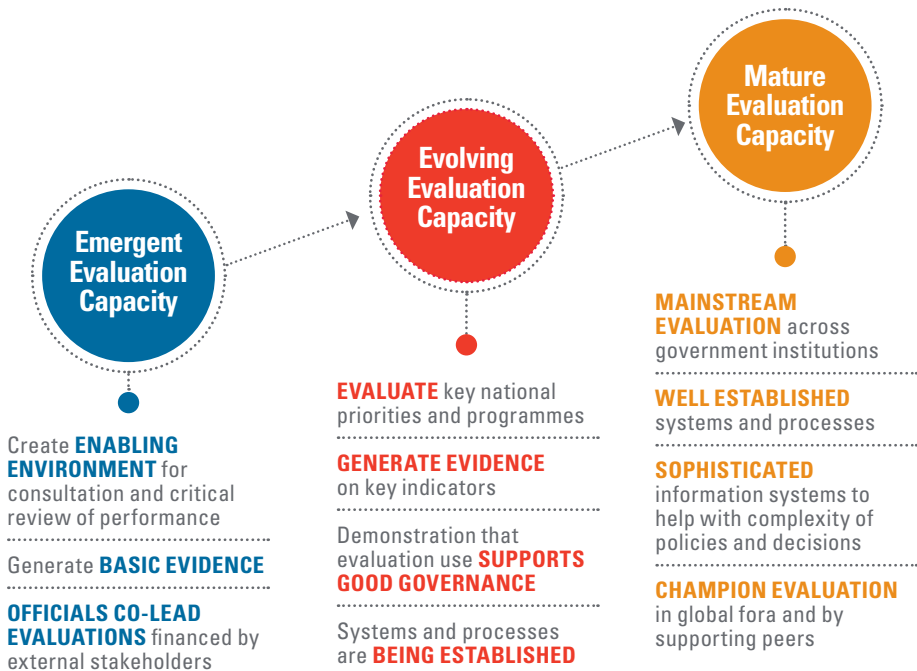 Emergent
Evaluation
Capacity
Create ENABLING
ENVIRONMENT for
consultation and critical
review of performance
Generate BASIC EVIDENCE
OFFICIALS CO-LEAD
EVALUATIONS financed by
external stakeholders
Evolving
Evaluation
Capacity
EVALUATE key national
priorities and programmes
GENERATE EVIDENCE
on key indicators
Demonstration that
evaluation use SUPPORTS
GOOD GOVERNANCE
Systems and processes
are BEING ESTABLISHED
Mature
Evaluation
Capacity
MAINSTREAM
EVALUATION across
government institutions
WELL ESTABLISHED
systems and processes
SOPHISTICATED
information systems to
help with complexity of
policies and decisions
CHAMPION EVALUATION
in global fora and by
supporting peers